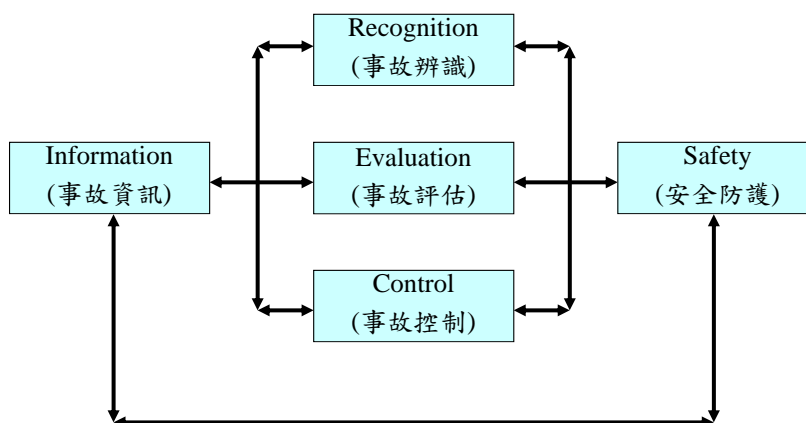 Recognition
(事故辨識)
Information
(事故資訊)
Evaluation
(事故評估)
Safety
(安全防護)
Control
(事故控制)